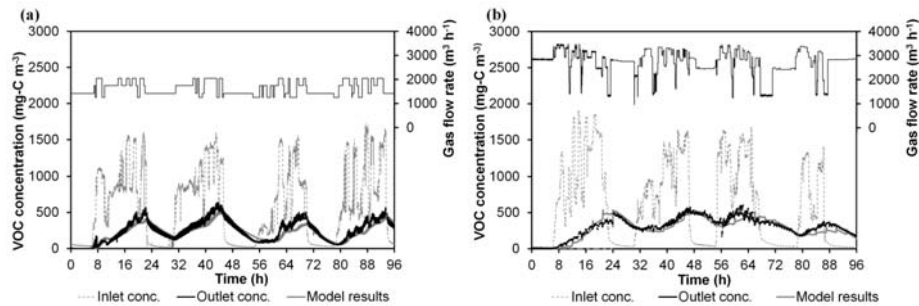 (a)
(b)
3000
2500
2000
1500
1000
500
0
VOC concentration (mg-C m⁻³)
4000
3000
2000
1000
0
Gas flow rate (m³ h⁻¹)
0 8 16 24 32 40 48 56 64 72 80 88 96
Time (h)
Inlet conc. Outlet conc. Model results
3000
2500
2000
1500
1000
500
0
VOC concentration (mg-C m⁻³)
4000
3000
2000
1000
0
Gas flow rate (m³ h⁻¹)
0 8 16 24 32 40 48 56 64 72 80 88 96
Time (h)
Inlet conc. Outlet conc. Model results